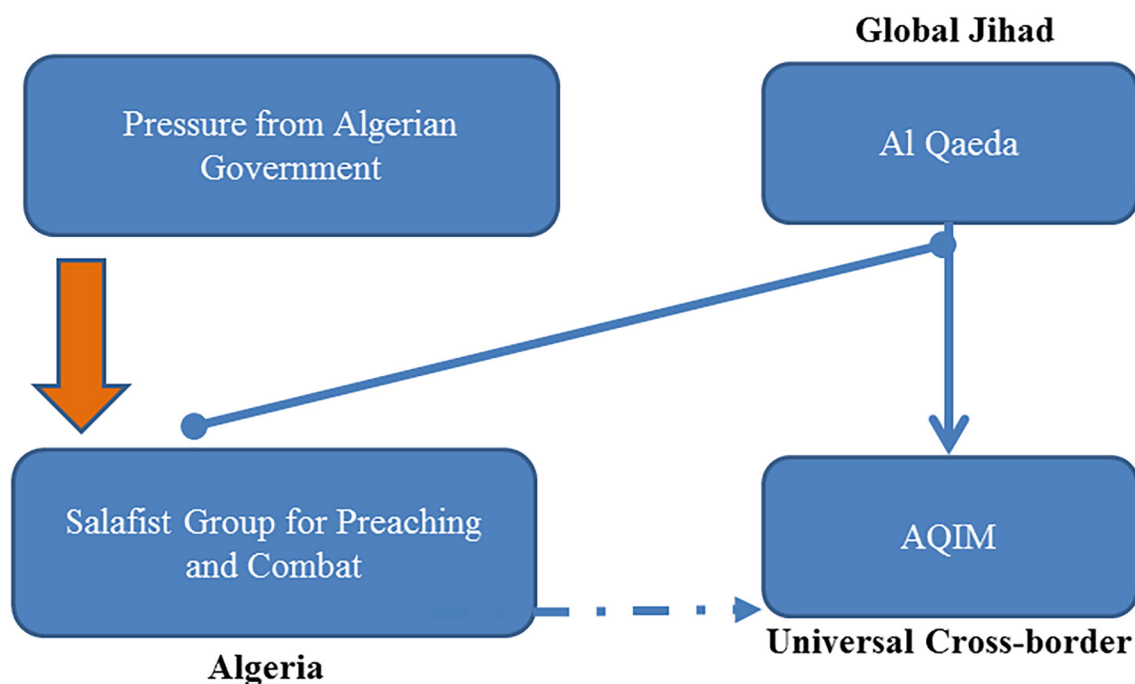 Global Jihad
Pressure from Algerian
Government
Al Qaeda
Salafist Group for Preaching
and Combat
AQIM
Algeria
Universal Cross-border